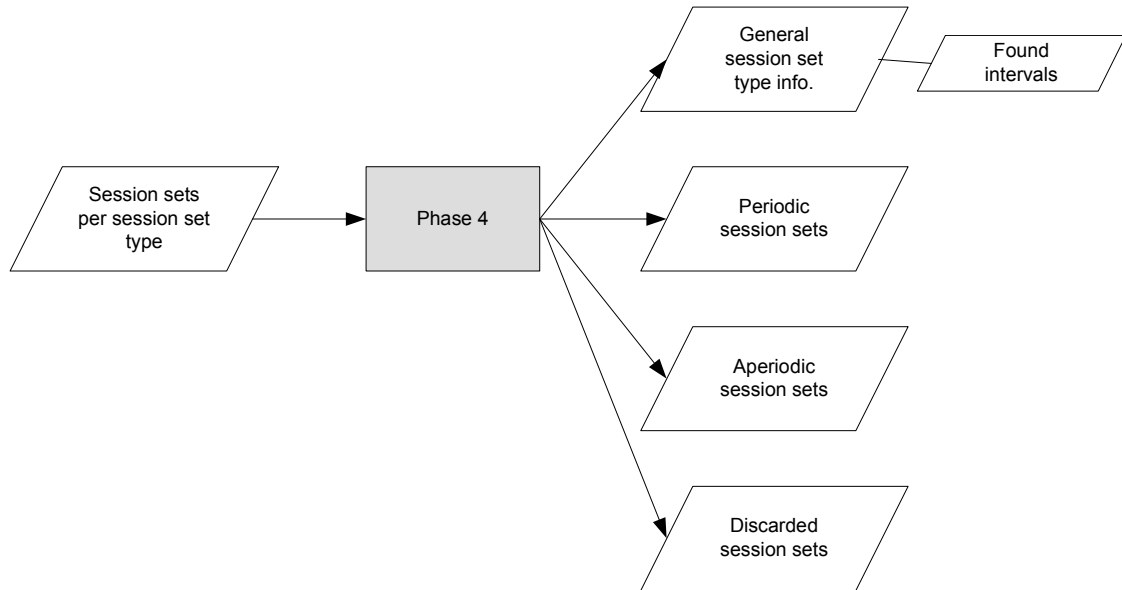 General
session set
type info.
Found
intervals
Session sets
per session set
type
Phase 4
Periodic
session sets
Aperiodic
session sets
Discarded
session sets